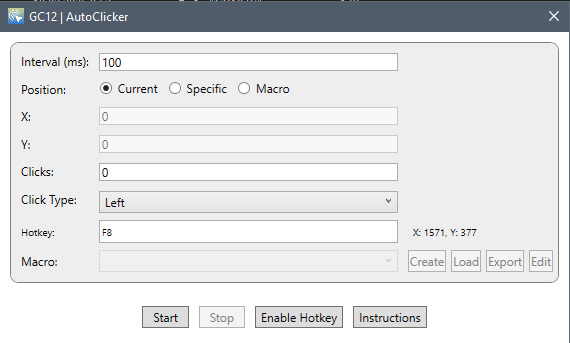 GC12 | AutoClicker
Interval (ms): 100
Position: Current Specific Macro
X: 0
Y: 0
Clicks: 0
Click Type: Left
Hotkey: F8 X: 1571, Y: 377
Macro: Create Load Export Edit
Start Stop Enable Hotkey Instructions